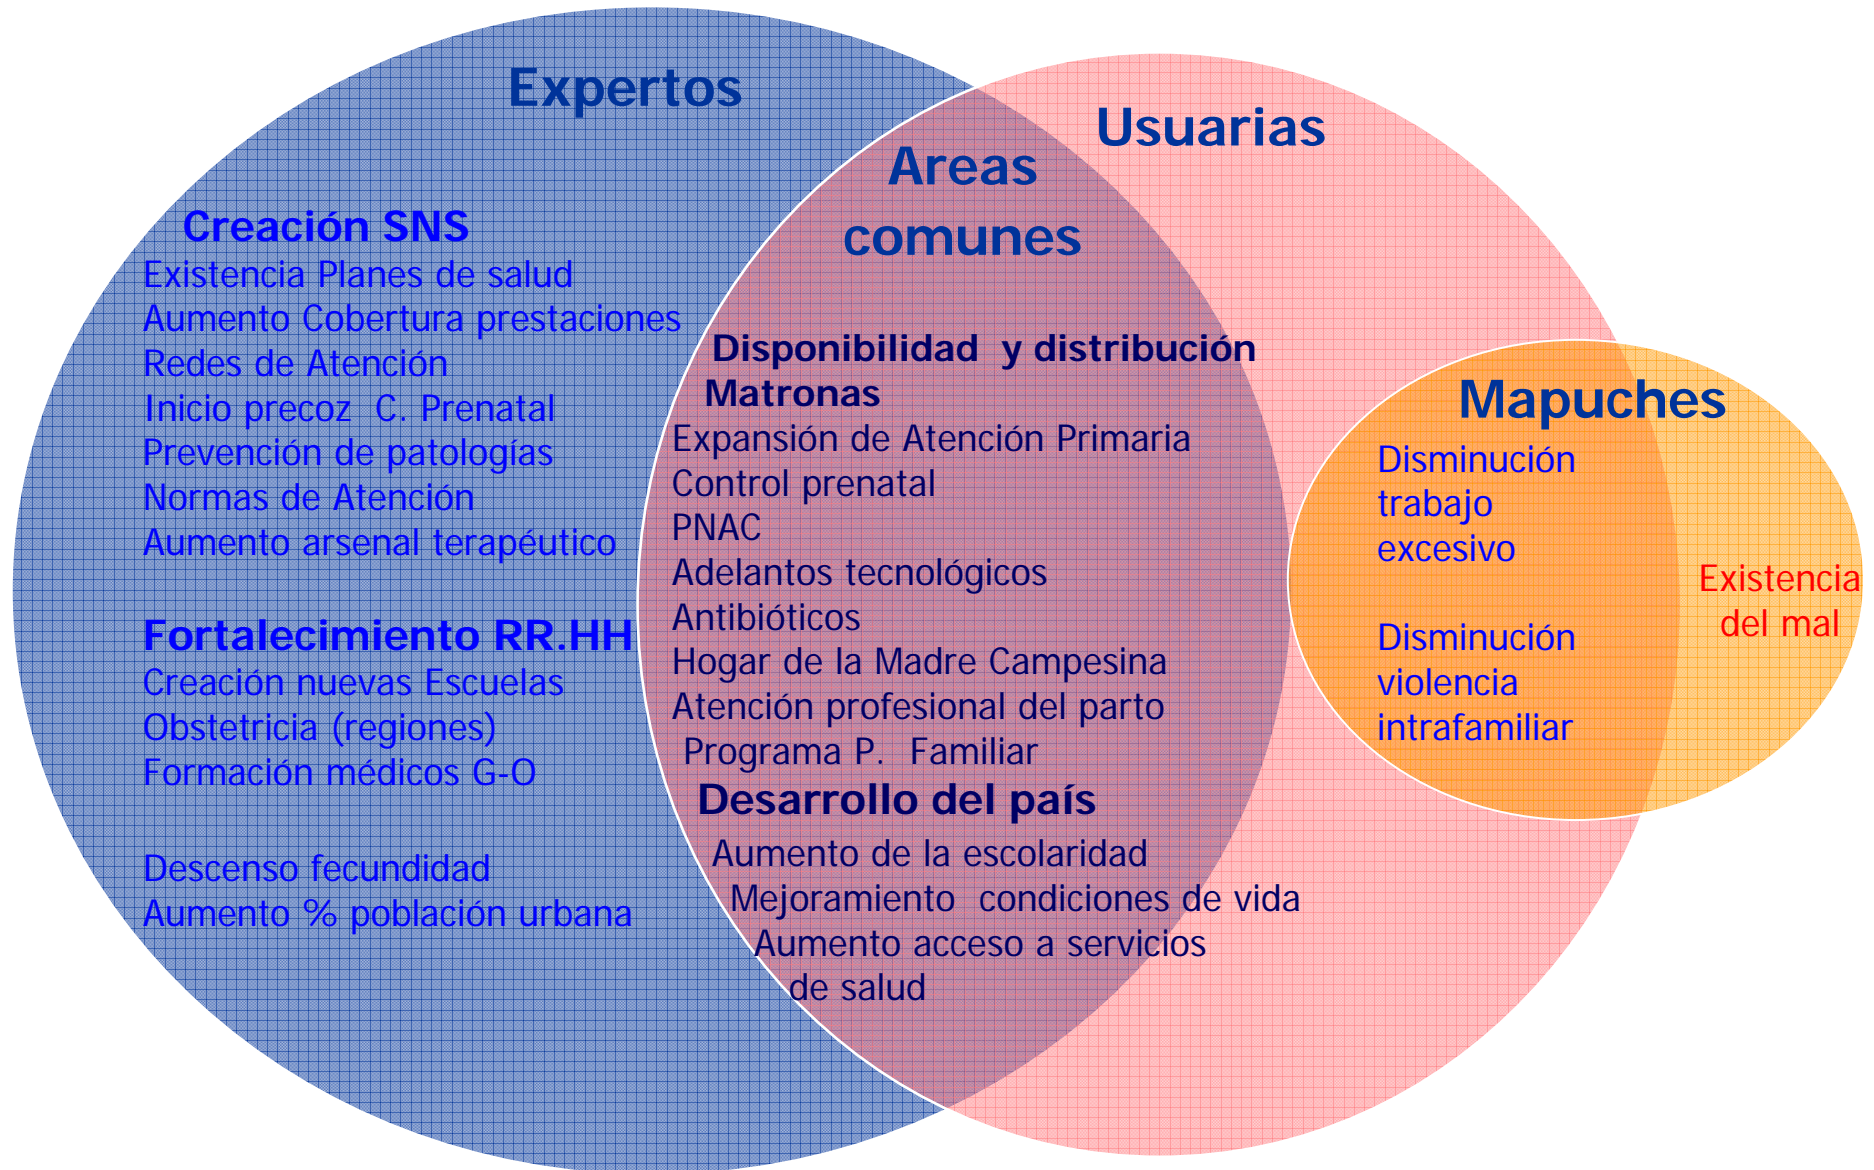 Expertos
Creación SNS
Existencia Planes de salud
Aumento Cobertura prestaciones
Redes de Atención
Inicio precoz C. Prenatal
Prevención de patologías
Normas de Atención
Aumento arsenal terapéutico
Fortalecimiento RR.HH
Creación nuevas Escuelas
Obstetricia (regiones)
Formación médicos G-O
Descenso fecundidad
Aumento % población urbana
Areas
comunes
Disponibilidad y distribución
Matronas
Expansión de Atención Primaria
Control prenatal
PNAC
Adelantos tecnológicos
Antibióticos
Hogar de la Madre Campesina
Atención profesional del parto
Programa P. Familiar
Desarrollo del país
Aumento de la escolaridad
Mejoramiento condiciones de vida
Aumento acceso a servicios
de salud
Usuarias
Mapuches
Disminución
trabajo
excesivo
Disminución
violencia
intrafamiliar
Existencia
del mal